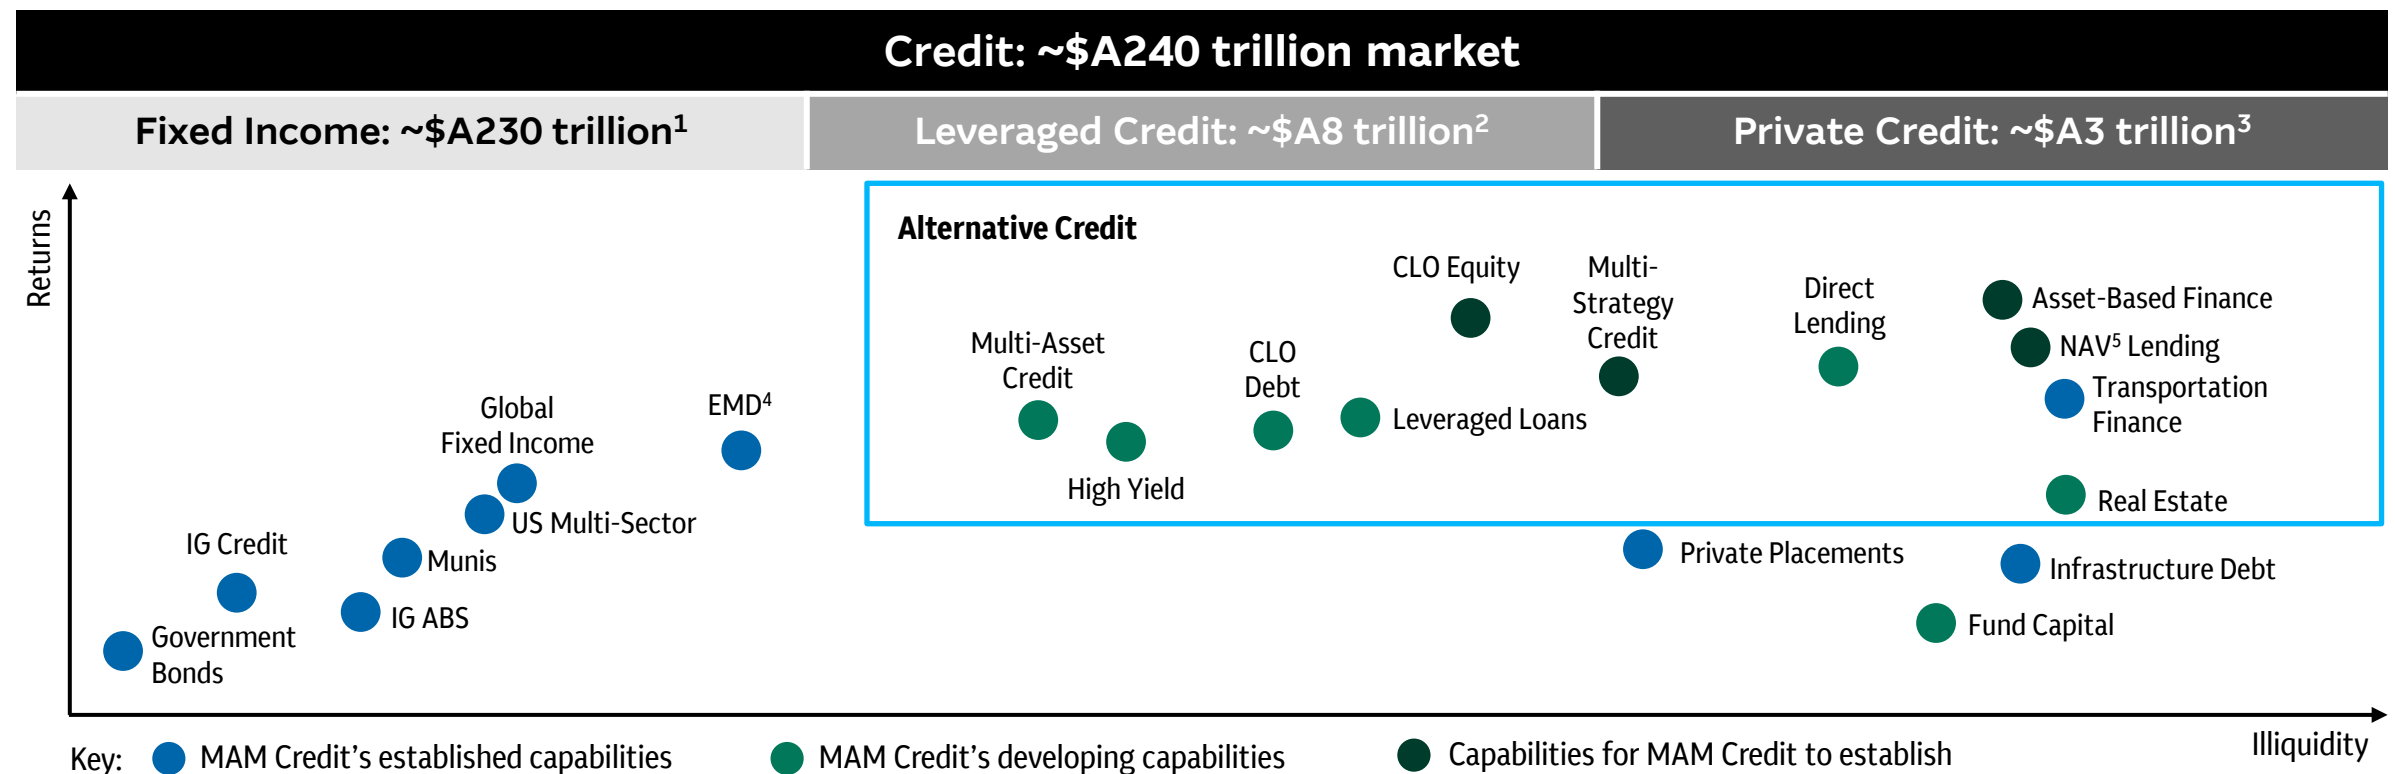 Credit: ~$A240 trillion market
Fixed Income: ~$A230 trillion¹
Leveraged Credit: ~$A8 trillion²
Private Credit: ~$A3 trillion³
Returns
Alternative Credit
CLO Equity
Multi-
Strategy
Credit
Direct
Lending
Asset-Based Finance
NAV⁵ Lending
Transportation
Finance
Multi-Asset
Credit
CLO
Debt
Leveraged Loans
High Yield
Real Estate
EMD⁴
Global
Fixed Income
US Multi-Sector
IG Credit
Munis
IG ABS
Government
Bonds
Private Placements
Infrastructure Debt
Fund Capital
Illiquidity
Key:
MAM Credit's established capabilities
MAM Credit's developing capabilities
Capabilities for MAM Credit to establish